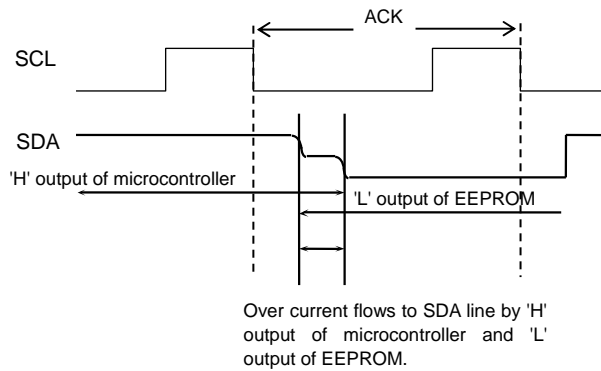 ACK
SCL
SDA
'H' output of microcontroller
'L' output of EEPROM
Over current flows to SDA line by 'H'
output of microcontroller and 'L'
output of EEPROM.